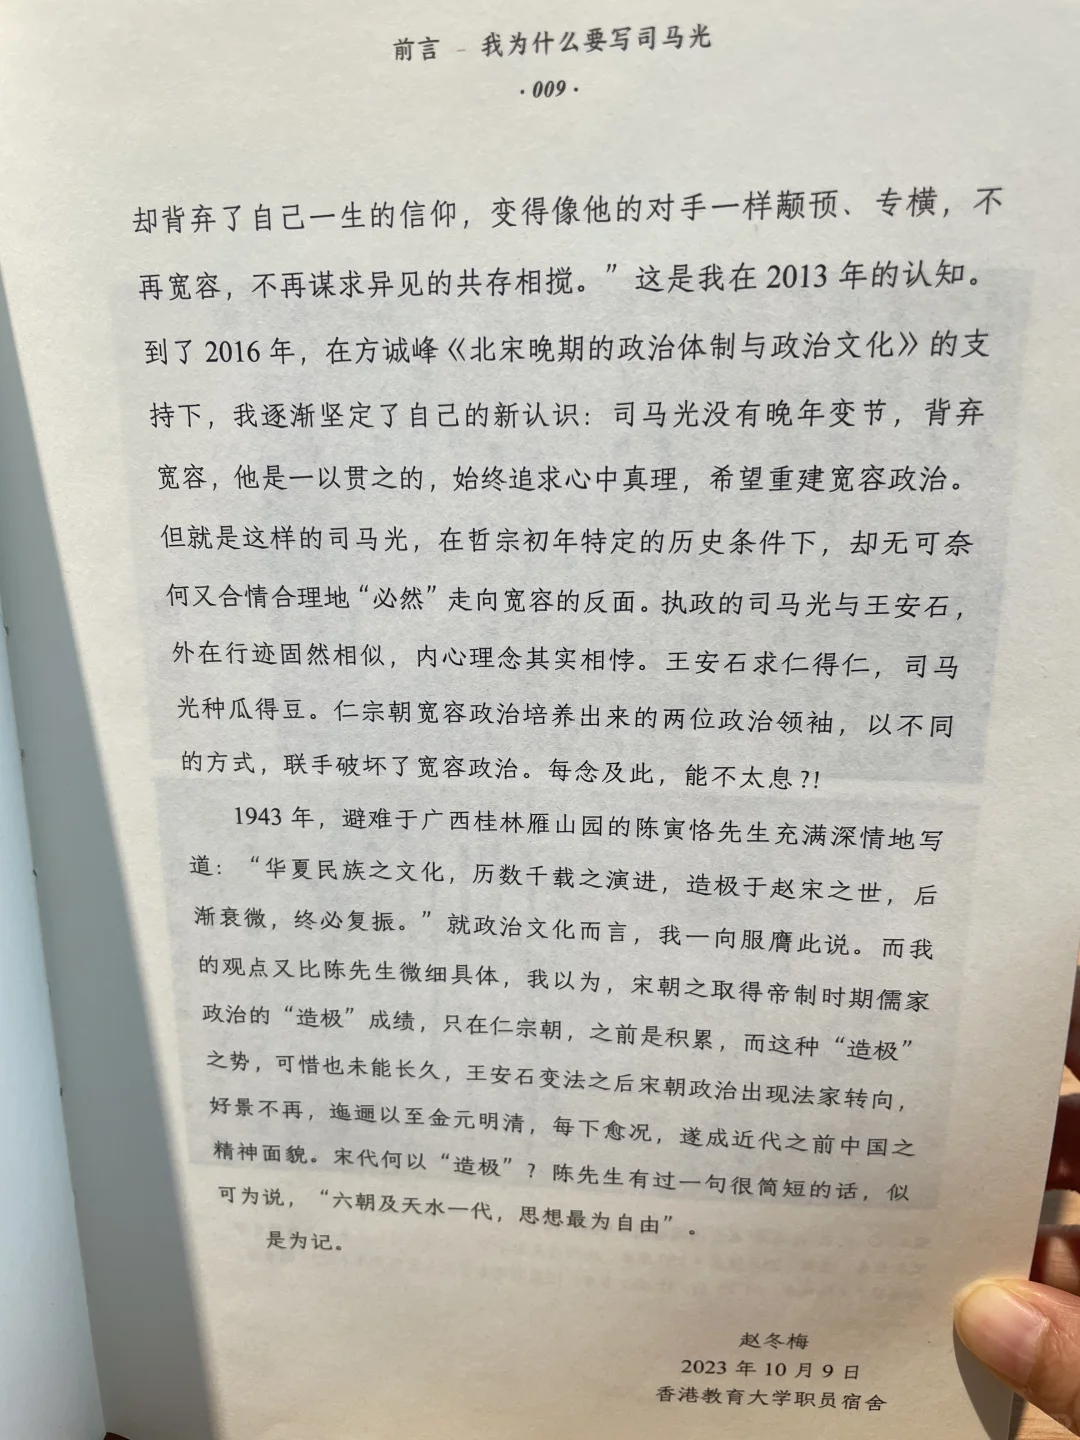 前言 – 我为什么要写司马光
·009·
却背弃了自己一生的信仰，变得像他的对手一样颟顸、专横，不
再宽容，不再谋求异见的共存相搅。”这是我在2013年的认知。
到了2016年，在方诚峰《北宋晚期的政治体制与政治文化》的支
持下，我逐渐坚定了自己的新认识：司马光没有晚年变节，背弃
宽容，他是一以贯之的，始终追求心中真理，希望重建宽容政治。
但就是这样的司马光，在哲宗初年特定的历史条件下，却无可奈
何又合情合理地“必然”走向宽容的反面。执政的司马光与王安石，
外在行迹固然相似，内心理念其实相悖。王安石求仁得仁，司马
光种瓜得豆。仁宗朝宽容政治培养出来的两位政治领袖，以不同
的方式，联手破坏了宽容政治。每念及此，能不太息?!
1943年，避难于广西桂林雁山园的陈寅恪先生充满深情地写
道：“华夏民族之文化，历数千载之演进，造极于赵宋之世，后
渐衰微，终必复振。”就政治文化而言，我一向服膺此说。而我
的观点又比陈先生微细具体，我以为，宋朝之取得帝制时期儒家
政治的“造极”成绩，只在仁宗朝，之前是积累，而这种“造极”
之势，可惜也未能长久，王安石变法之后宋朝政治出现法家转向，
好景不再，迤逦以至金元明清，每下愈况，遂成近代之前中国之
精神面貌。宋代何以“造极”？陈先生有过一句很简短的话，似
可为说，“六朝及天水一代，思想最为自由”。
是为记。
赵冬梅
2023年10月9日
香港教育大学职员宿舍